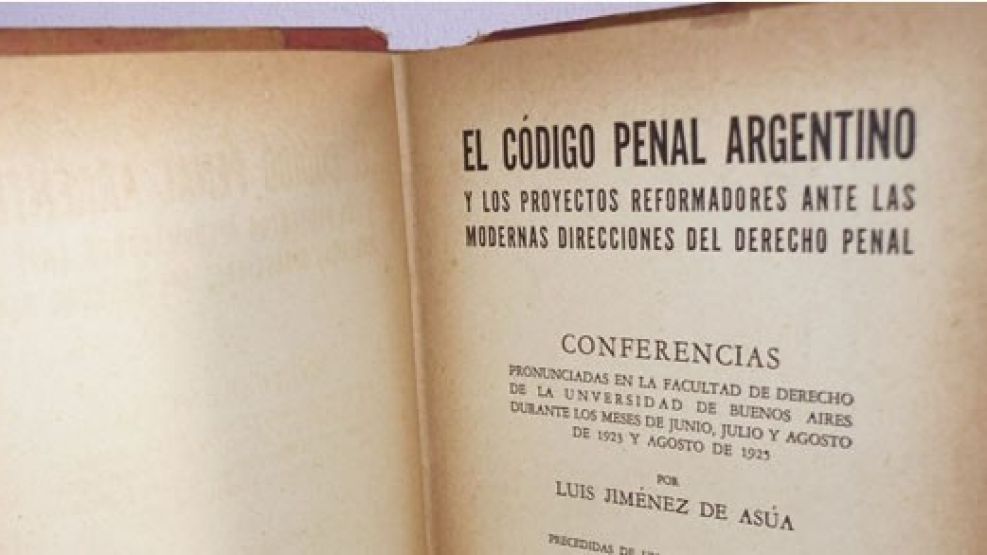 EL CÓDIGO PENAL ARGENTINO
Y LOS PROYECTOS REFORMADORES ANTE LAS
MODERNAS DIRECCIONES DEL DERECHO PENAL
CONFERENCIAS
PRONUNCIADAS EN LA FACULTAD DE DERECHO
DE LA UNVERSIDAD DE BUENOS AIRES
DURANTE LOS MESES DE JUNIO, JULIO Y AGOSTO
DE 1923 Y AGOSTO DE 1925
POR
LUIS JIMÉNEZ DE ASÚA
PRECEDIDAS DE